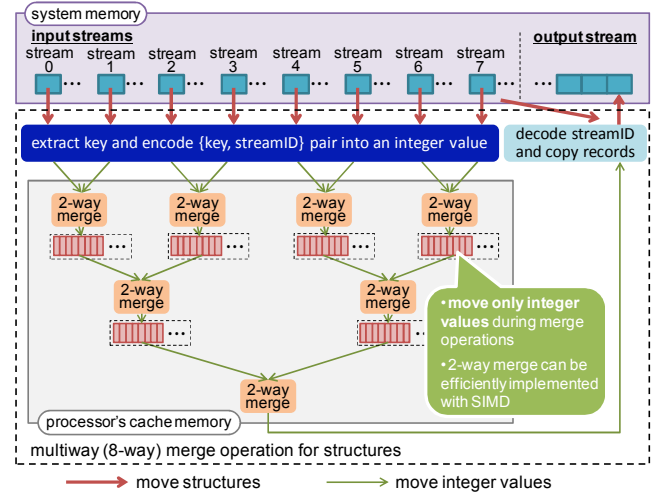 system memory
input streams
output stream
stream
0
stream
1
stream
2
stream
3
stream
4
stream
5
stream
6
stream
7
extract key and encode {key, streamID} pair into an integer value
decode streamID
and copy records
2-way
merge
2-way
merge
2-way
merge
2-way
merge
2-way
merge
2-way
merge
• move only integer
values during merge
operations
• 2-way merge can be
efficiently implemented
with SIMD
2-way
merge
processor's cache memory
multiway (8-way) merge operation for structures
move structures
move integer values